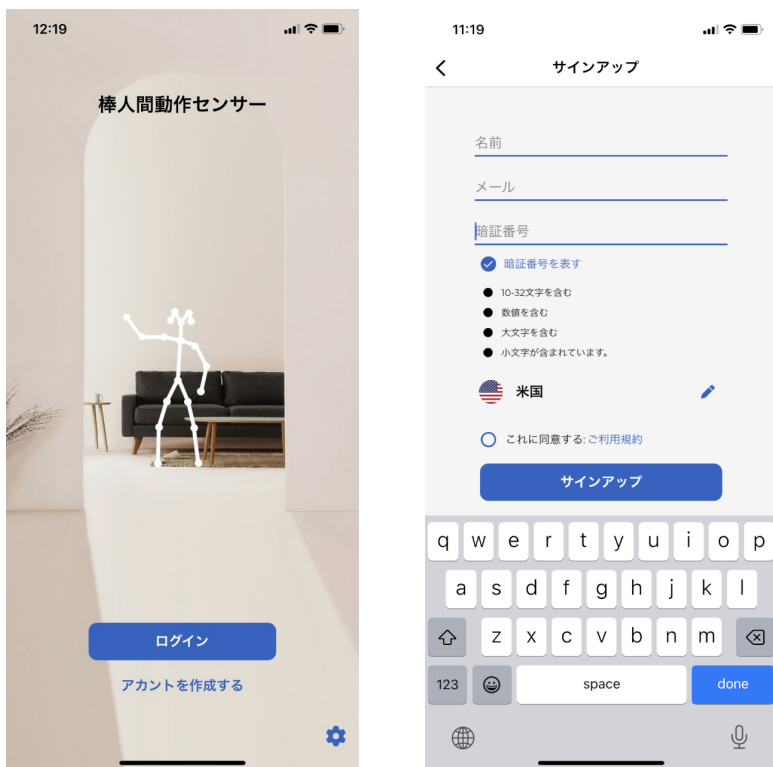 12:19
棒人間動作センサー
ログイン
アカントを作成する
11:19
サインアップ
名前
メール
暗証番号
暗証番号を表す
10-32文字を含む
数値を含む
大文字を含む
小文字が含まれています。
米国
これに同意する: ご利用規約
サインアップ
q w e r t y u i o p
a s d f g h j k l
z x c v b n m
123 space done